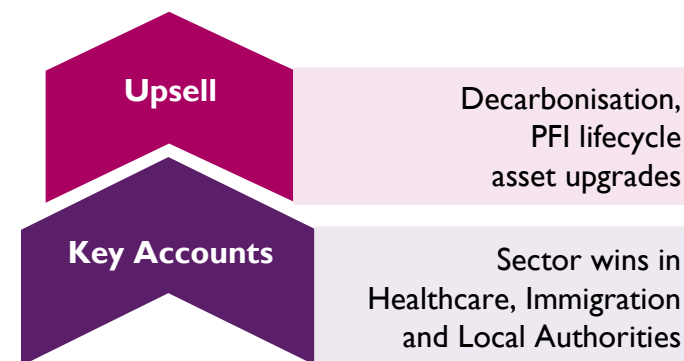 Upsell
Decarbonisation,
PFI lifecycle
asset upgrades
Key Accounts
Sector wins in
Healthcare, Immigration
and Local Authorities